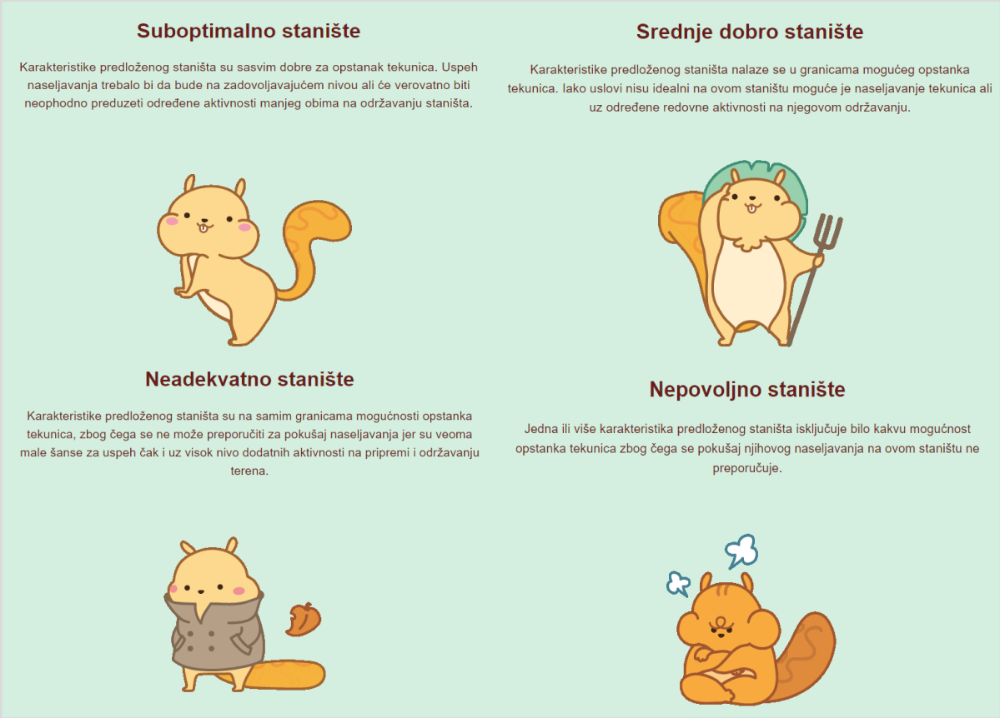 Suboptimalno stanište
Karakteristike predloženog staništa su sasvim dobre za opstanak tekunica. Uspeh
naseljavanja trebalo bi da bude na zadovoljavajućem nivou ali će verovatno biti
neophodno preduzeti određene aktivnosti manjeg obima na održavanju staništa.
Srednje dobro stanište
Karakteristike predloženog staništa nalaze se u granicama mogućeg opstanka
tekunica. Iako uslovi nisu idealni na ovom staništu moguće je naseljavanje tekunica ali
uz određene redovne aktivnosti na njegovom održavanju.
Neadekvatno stanište
Karakteristike predloženog staništa su na samim granicama mogućnosti opstanka
tekunica, zbog čega se ne može preporučiti za pokušaj naseljavanja jer su veoma
male šanse za uspeh čak i uz visok nivo dodatnih aktivnosti na pripremi i održavanju
terena.
Nepovoljno stanište
Jedna ili više karakteristika predloženog staništa isključuje bilo kakvu mogućnost
opstanka tekunica zbog čega se pokušaj njihovog naseljavanja na ovom staništu ne
preporučuje.